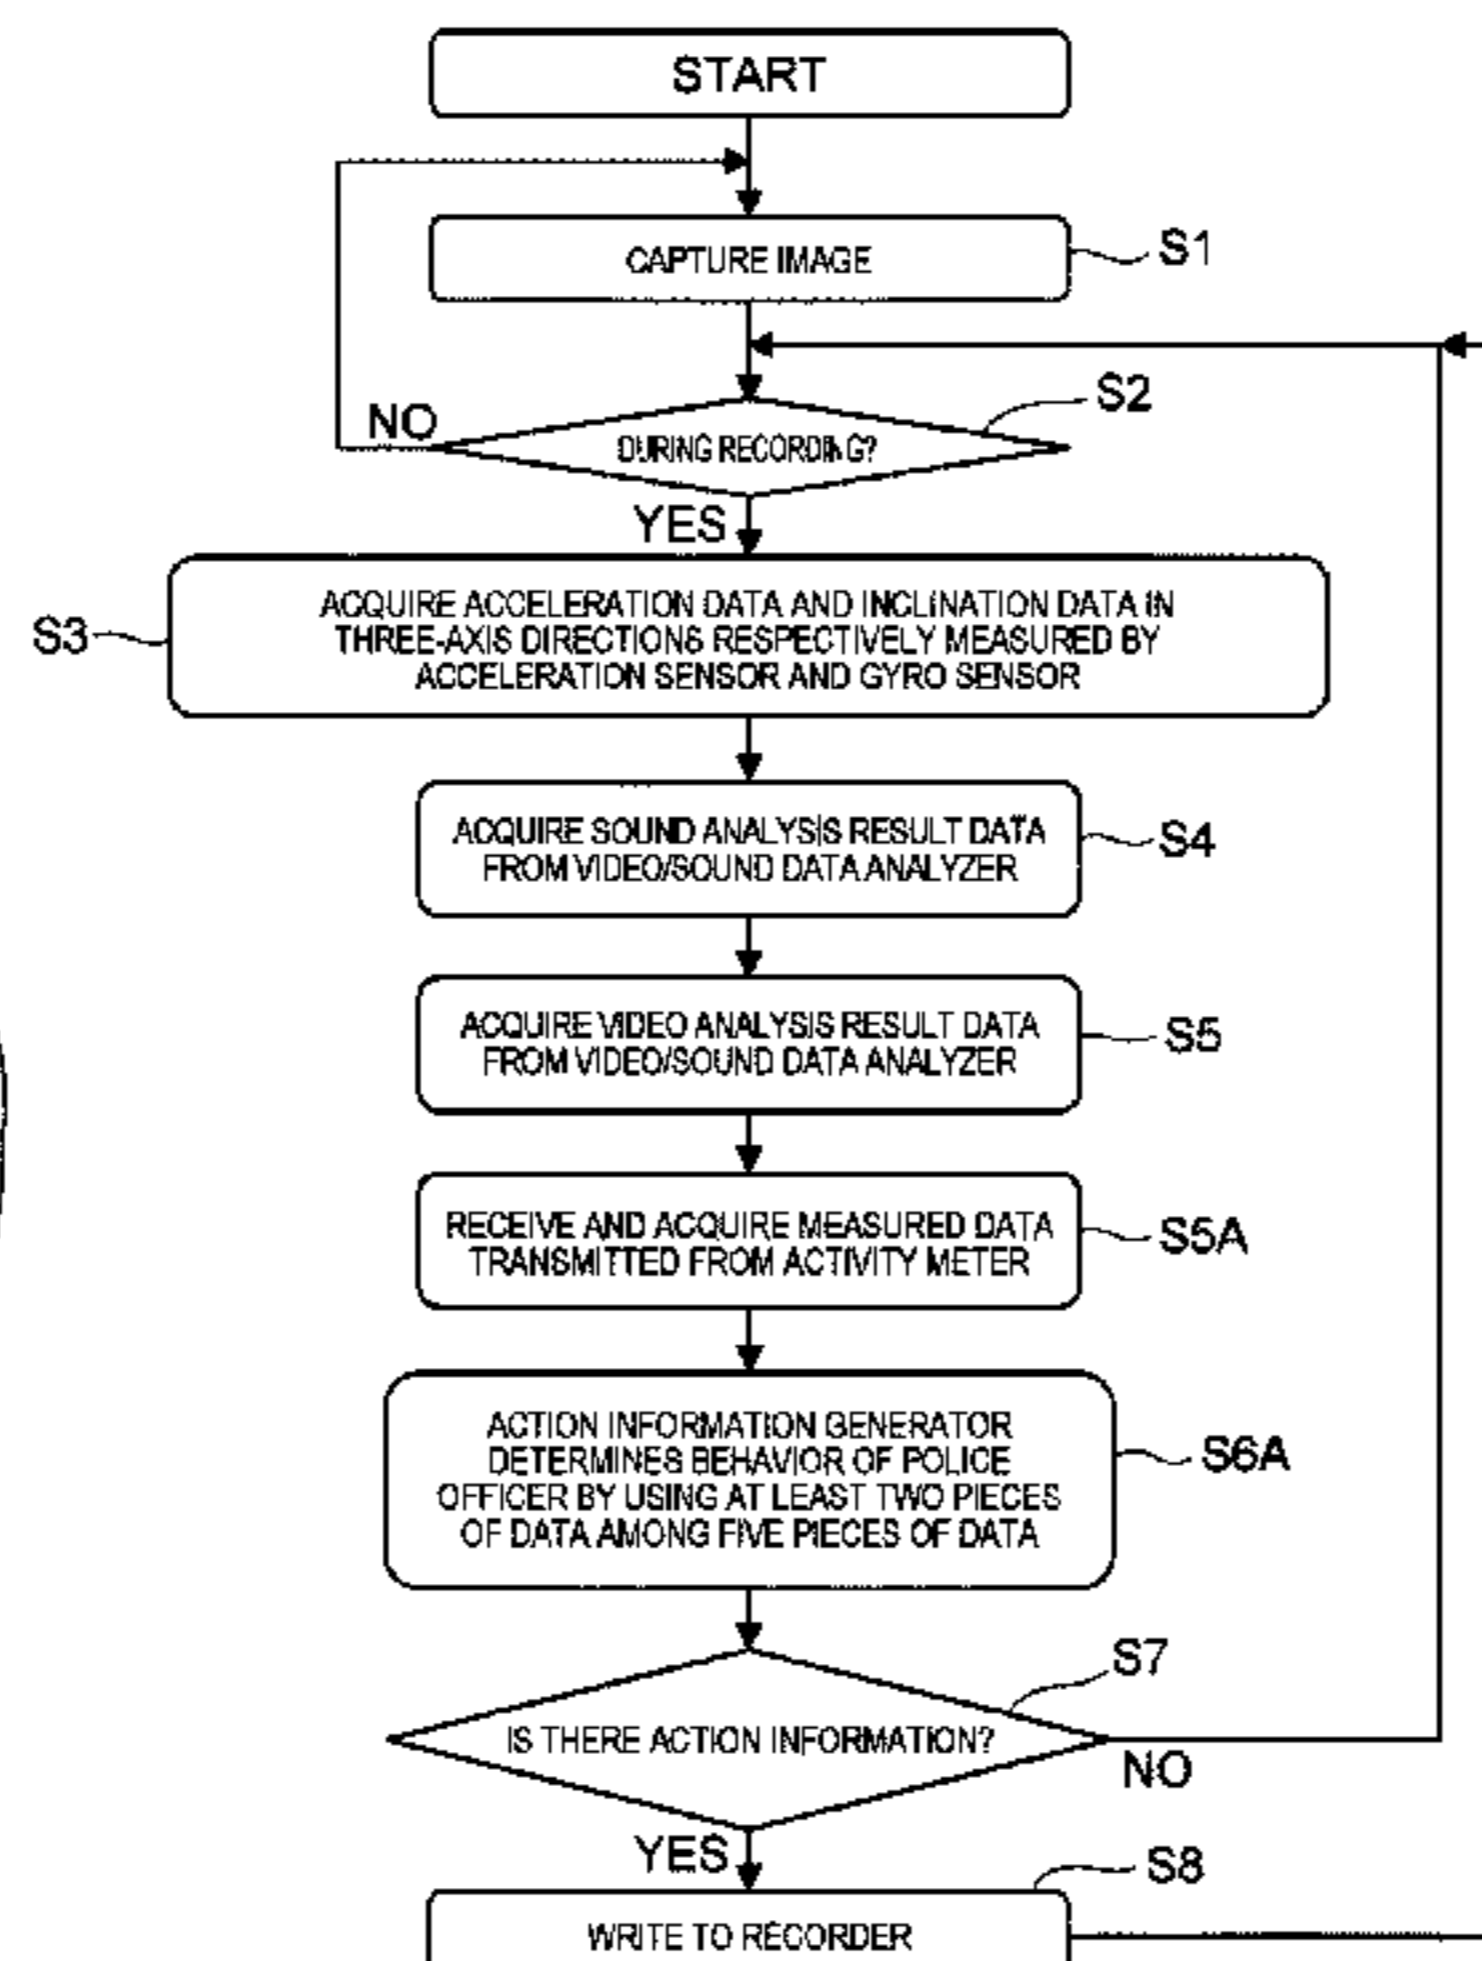 START
CAPTURE IMAGE
S1
S2
NO
DURING RECORDING?
YES
S3
ACQUIRE ACCELERATION DATA AND INCLINATION DATA IN
THREE-AXIS DIRECTIONS RESPECTIVELY MEASURED BY
ACCELERATION SENSOR AND GYRO SENSOR
ACQUIRE SOUND ANALYSIS RESULT DATA
FROM VIDEO/SOUND DATA ANALYZER
S4
ACQUIRE VIDEO ANALYSIS RESULT DATA
FROM VIDEO/SOUND DATA ANALYZER
S5
RECEIVE AND ACQUIRE MEASURED DATA
TRANSMITTED FROM ACTIVITY METER
S5A
ACTION INFORMATION GENERATOR
DETERMINES BEHAVIOR OF POLICE
OFFICER BY USING AT LEAST TWO PIECES
OF DATA AMONG FIVE PIECES OF DATA
S6A
S7
IS THERE ACTION INFORMATION?
NO
YES
S8
WRITE TO RECORDER